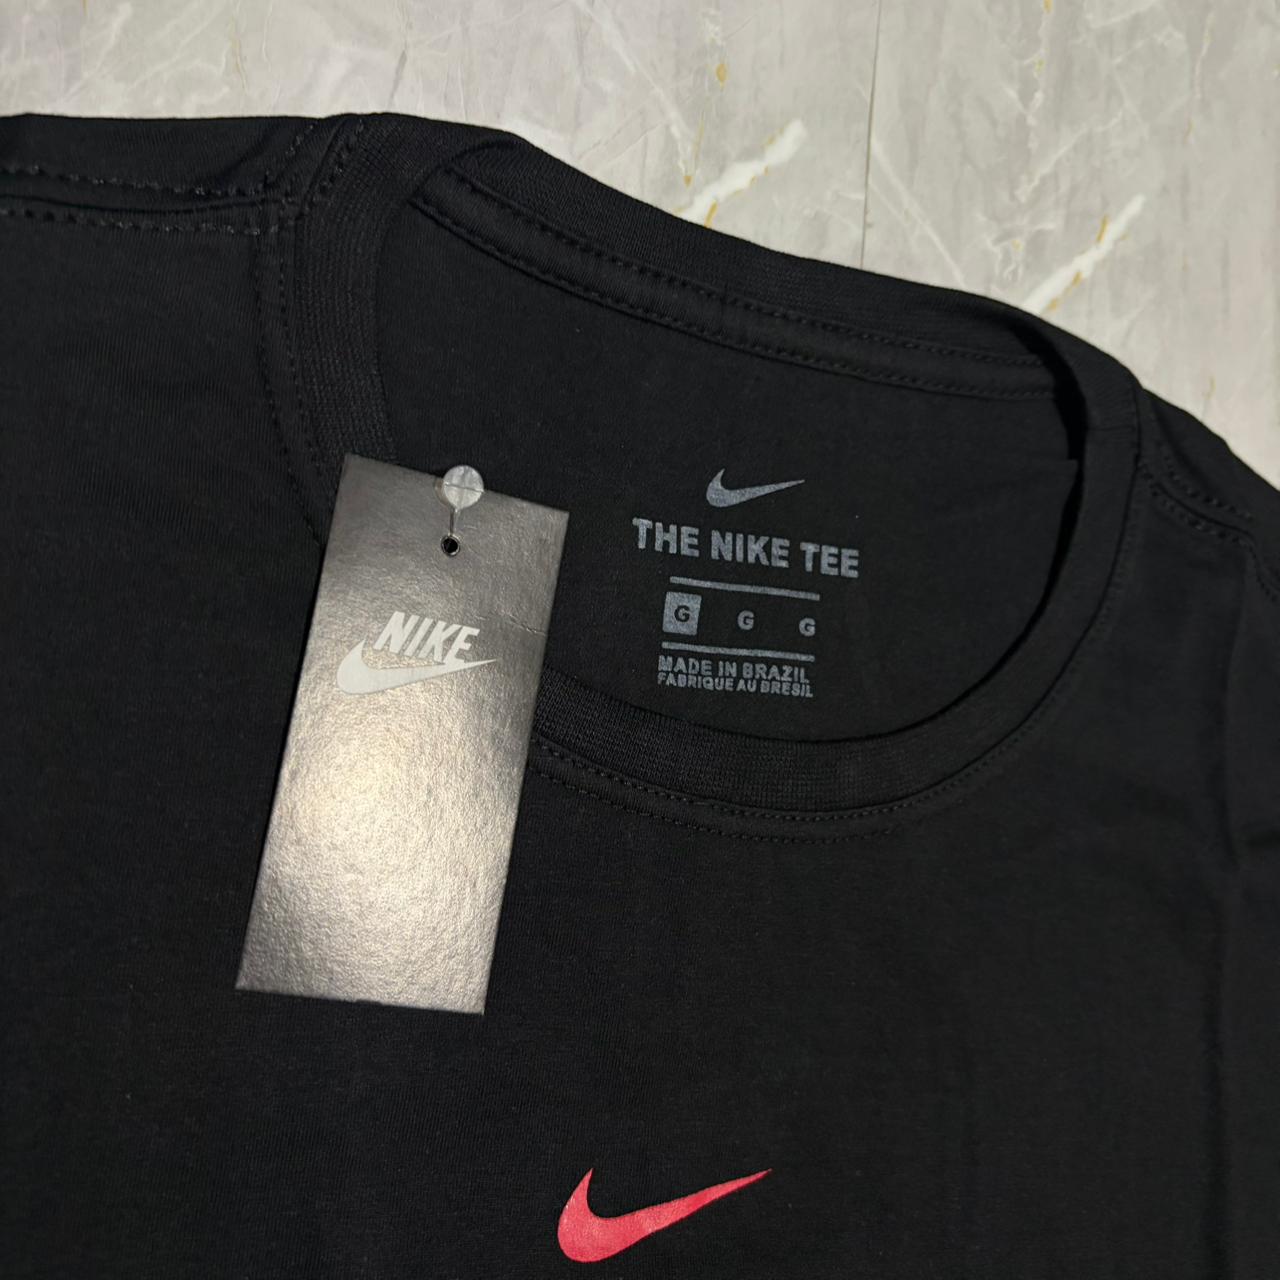 NIKE
THE NIKE TEE
G G G
MADE IN BRAZIL
FABRIQUE AU BRESIL